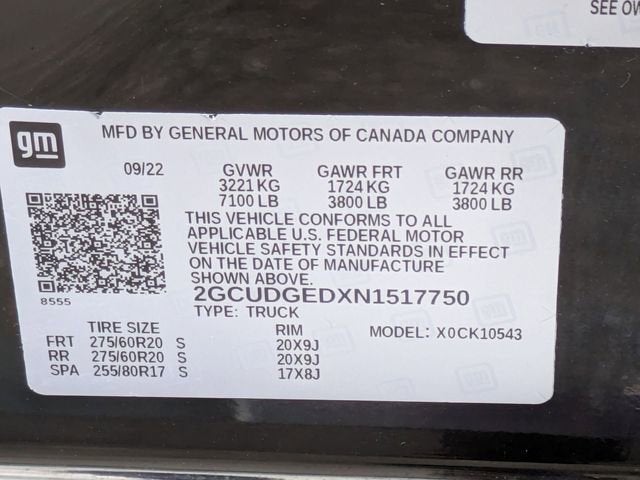 SEE OW
gm
MFD BY GENERAL MOTORS OF CANADA COMPANY
09/22 GVWR GAWR FRT GAWR RR
3221 KG 1724 KG 1724 KG
7100 LB 3800 LB 3800 LB
THIS VEHICLE CONFORMS TO ALL
APPLICABLE U.S. FEDERAL MOTOR
VEHICLE SAFETY STANDARDS IN EFFECT
ON THE DATE OF MANUFACTURE
SHOWN ABOVE.
8555
2GCUDGEDXN1517750
TYPE: TRUCK
TIRE SIZE RIM MODEL: X0CK10543
FRT 275/60R20 S 20X9J
RR 275/60R20 S 20X9J
SPA 255/80R17 S 17X8J